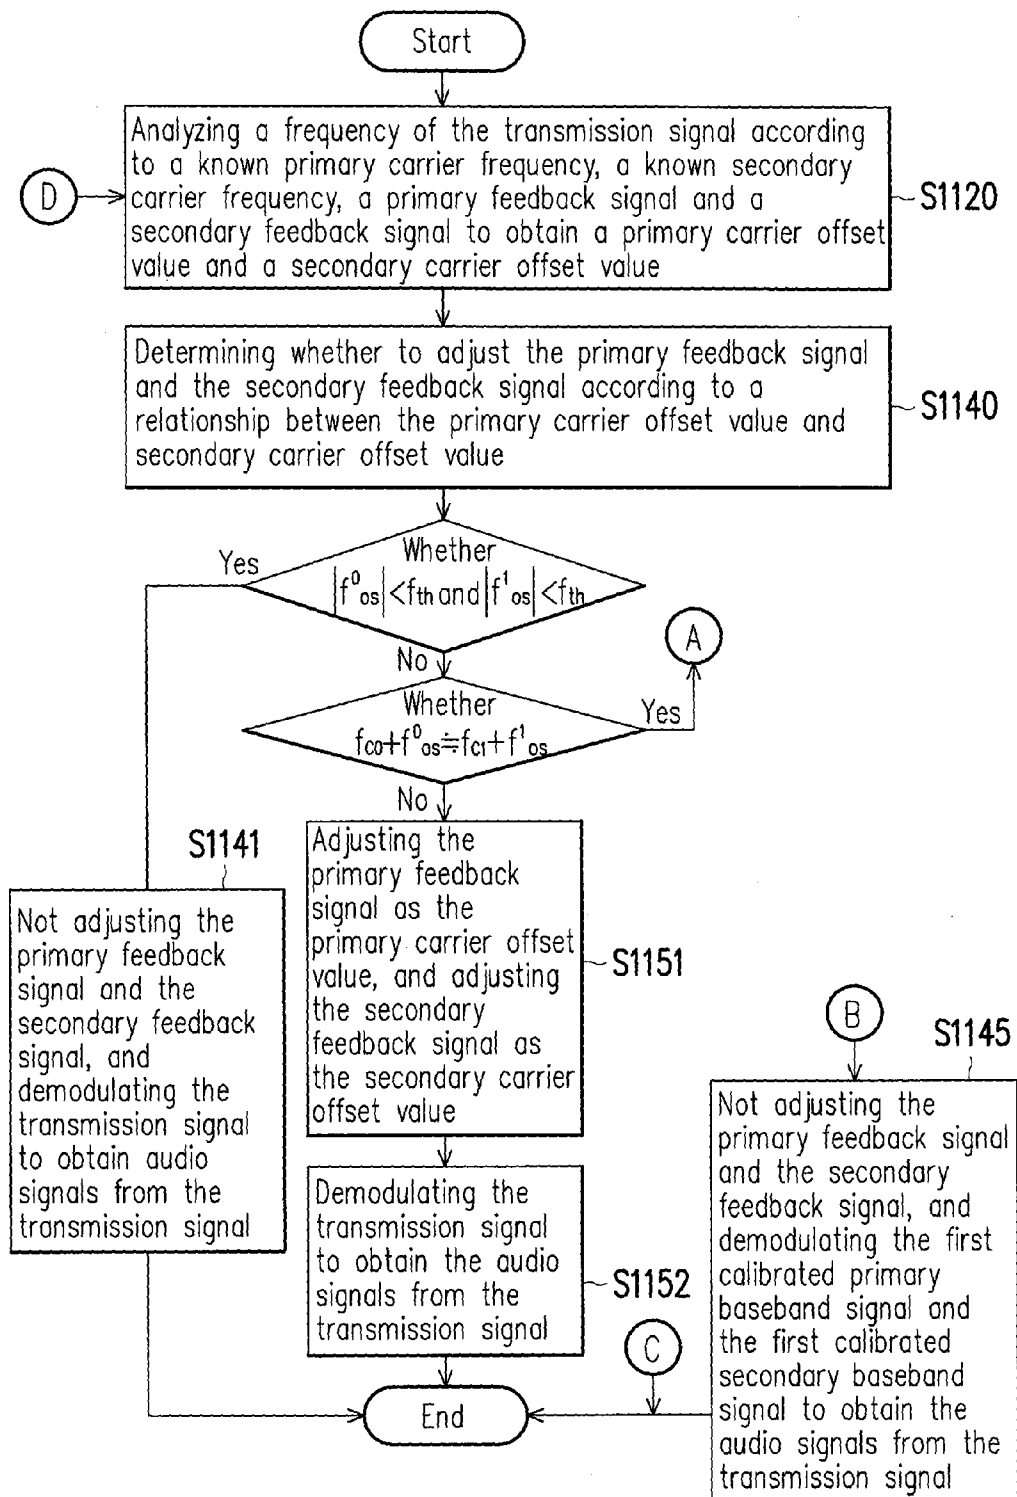 Start
Analyzing a frequency of the transmission signal according
to a known primary carrier frequency, a known secondary
carrier frequency, a primary feedback signal and a
secondary feedback signal to obtain a primary carrier offset
value and a secondary carrier offset value
D
S1120
Determining whether to adjust the primary feedback signal
and the secondary feedback signal according to a
relationship between the primary carrier offset value and
secondary carrier offset value
S1140
Whether
|f⁰os|<fth and |f¹os|<fth
Yes
No
A
Whether
fc0+f⁰os≒fc1+f¹os
Yes
No
S1141
Not adjusting the
primary feedback
signal and the
secondary feedback
signal, and
demodulating the
transmission signal
to obtain audio
signals from the
transmission signal
Adjusting the
primary feedback
signal as the
primary carrier offset
value, and adjusting
the secondary
feedback signal as
the secondary carrier
offset value
S1151
Demodulating the
transmission signal
to obtain the audio
signals from the
transmission signal
S1152
B
S1145
Not adjusting the
primary feedback signal
and the secondary
feedback signal, and
demodulating the first
calibrated primary
baseband signal and
the first calibrated
secondary baseband
signal to obtain the
audio signals from the
transmission signal
C
End